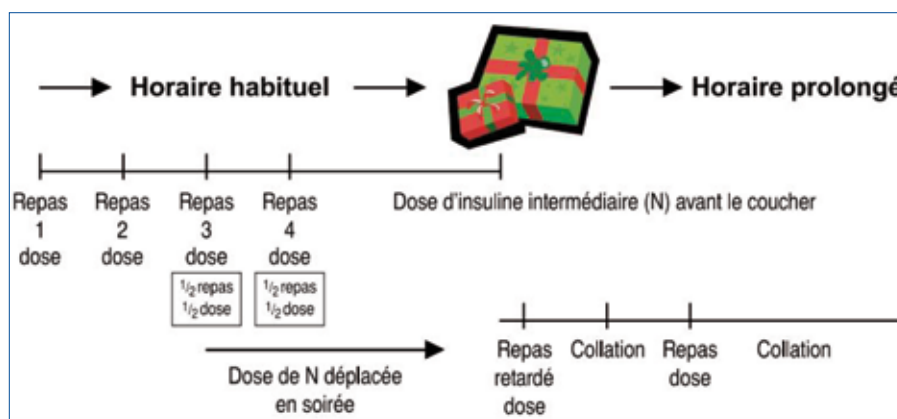 Horaire habituel
Horaire prolongé
Repas
1
dose
Repas
2
dose
Repas
3
dose
Repas
4
dose
Dose d'insuline intermédiaire (N) avant le coucher
1/2 repas
1/2 dose
1/2 repas
1/2 dose
Dose de N déplacée
en soirée
Repas
retardé
dose
Collation
Repas
dose
Collation